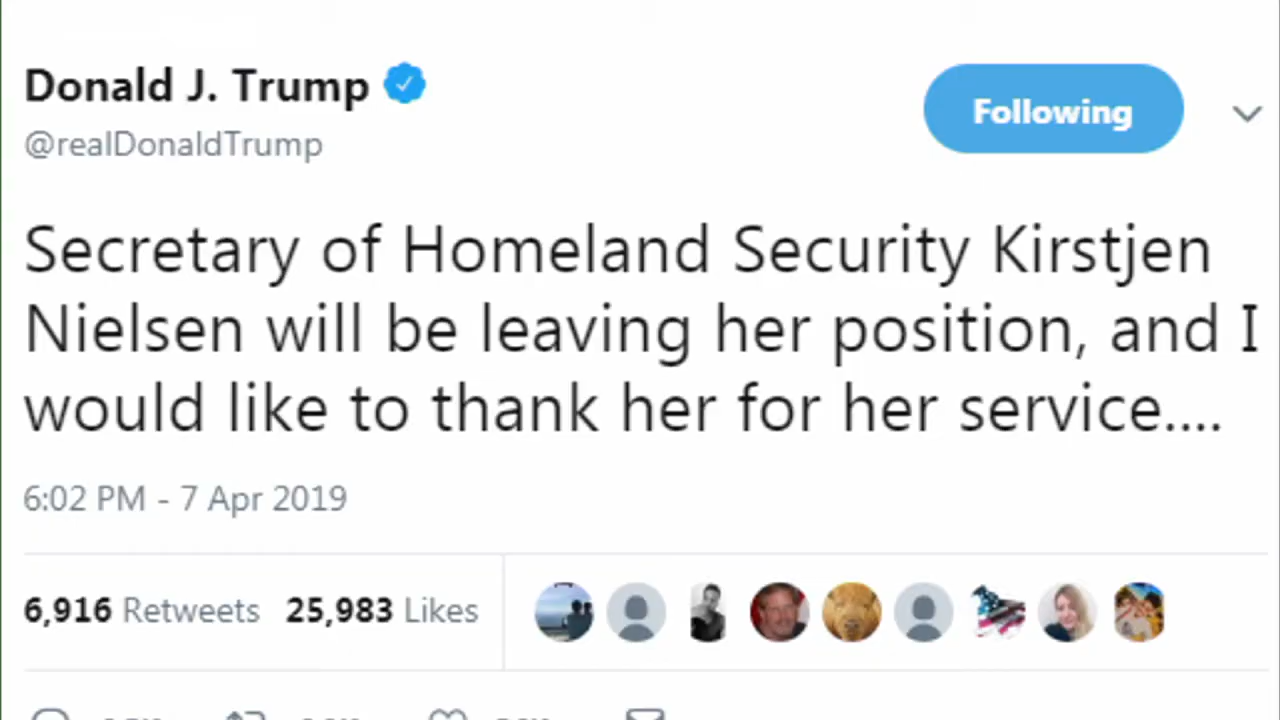 Donald J. Trump
@realDonaldTrump
Following
Secretary of Homeland Security Kirstjen
Nielsen will be leaving her position, and I
would like to thank her for her service....
6:02 PM - 7 Apr 2019
6,916 Retweets 25,983 Likes